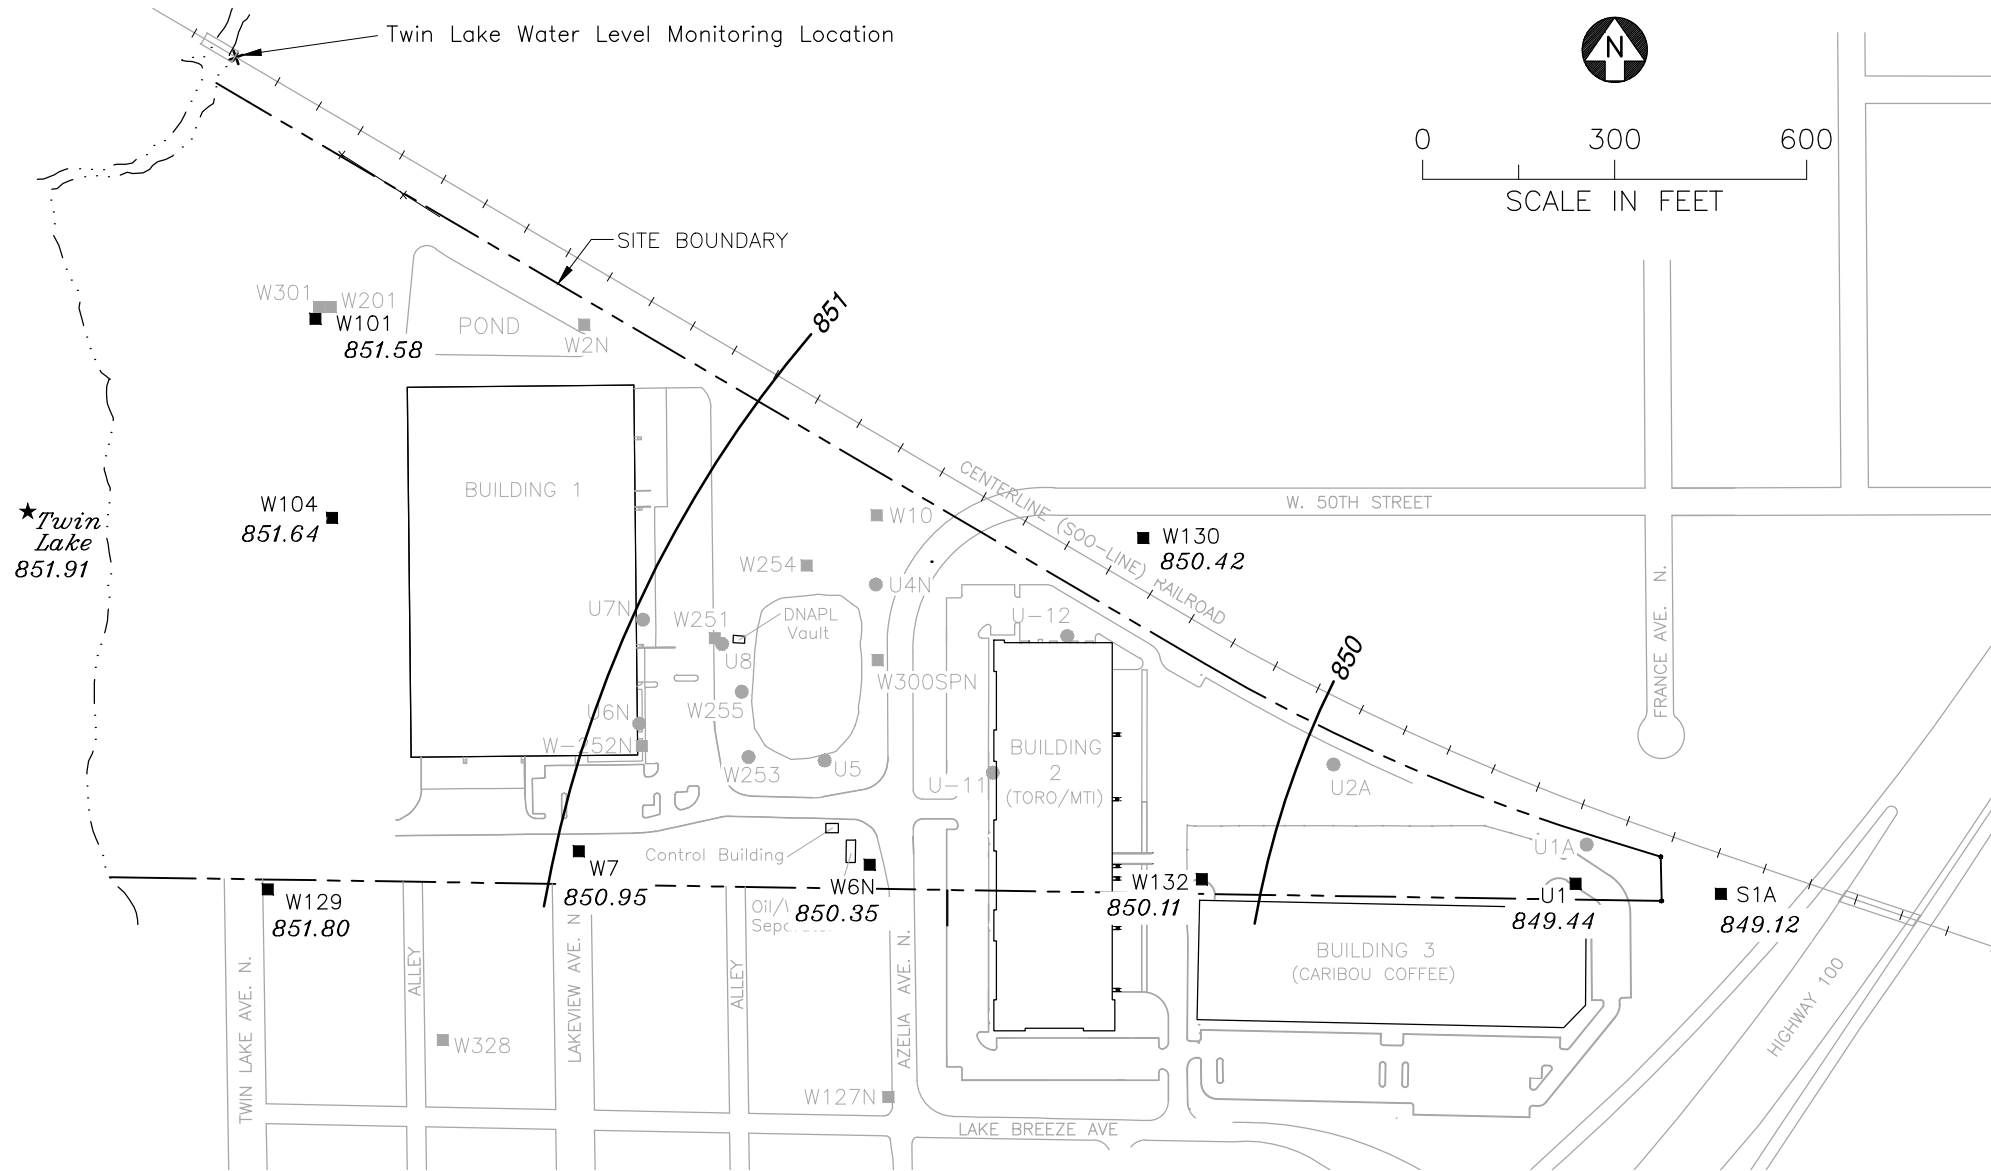 Twin Lake Water Level Monitoring Location
N
0 300 600
SCALE IN FEET
SITE BOUNDARY
851
W301
W201
W101
851.58
POND
W2N
BUILDING 1
CENTERLINE (SOO-LINE) RAILROAD
W. 50TH STREET
W104
851.64
Twin
Lake
851.91
W10
W130
850.42
W254
U4N
FRANCE AVE. N.
U7N
W251
DNAPL
Vault
U-12
U8
850
W300SPN
W255
U6N
W-252N
W253
U5
U-11
BUILDING
2
(TORO/MTI)
U2A
Control Building
U1A
W7
850.95
W6N
850.35
W132
850.11
U1
849.44
S1A
849.12
W129
851.80
Oil/
Sep
BUILDING 3
(CARIBOU COFFEE)
TWIN LAKE AVE. N.
ALLEY
LAKEVIEW AVE. N
ALLEY
AZELIA AVE. N.
HIGHWAY 100
W328
W127N
LAKE BREEZE AVE